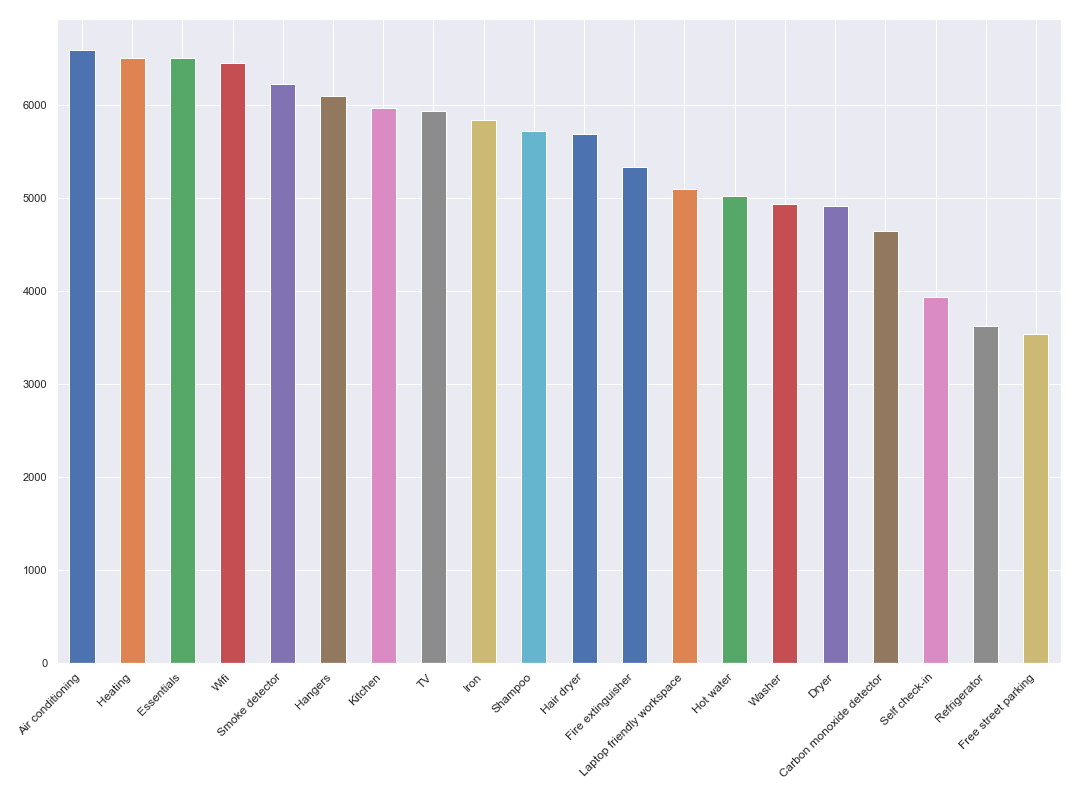 6000
5000
4000
3000
2000
1000
0
Air conditioning
Heating
Essentials
Wifi
Smoke detector
Hangers
Kitchen
TV
Iron
Shampoo
Hair dryer
Fire extinguisher
Laptop friendly workspace
Hot water
Washer
Dryer
Carbon monoxide detector
Self check-in
Refrigerator
Free street parking